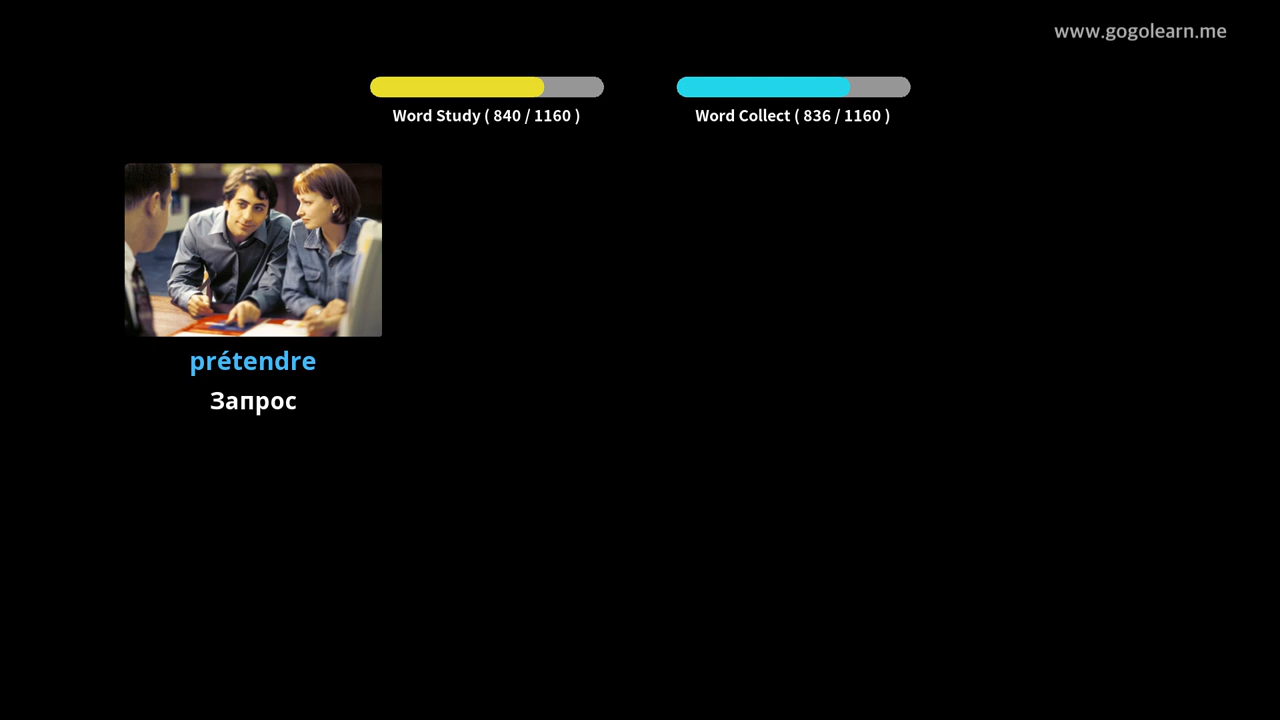 www.gogolearn.me
Word Study ( 840 / 1160 )
Word Collect ( 836 / 1160 )
prétendre
Запрос